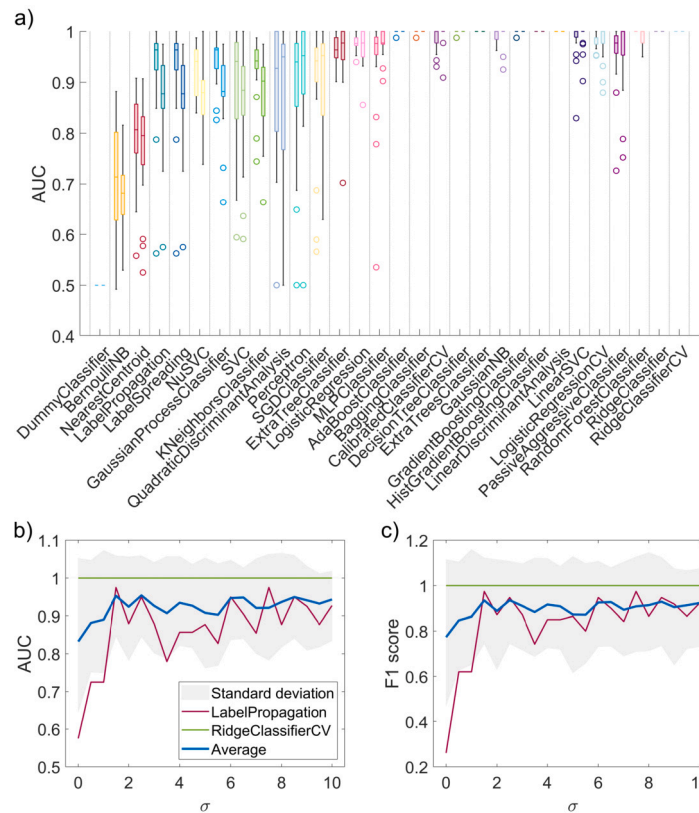 a)
1
0.9
0.8
0.7
0.6
0.5
0.4
AUC
DummyClassifier
BernoulliNB
NearestCentroid
LabelPropagation
LabelSpreading
NuSVC
GaussianProcessClassifier
SVC
KNeighborsClassifier
QuadraticDiscriminantAnalysis
Perceptron
SGDClassifier
ExtraTreeClassifier
LogisticRegression
MLPClassifier
AdaBoostClassifier
BaggingClassifier
CalibratedClassifierCV
DecisionTreeClassifier
ExtraTreesClassifier
GaussianNB
GradientBoostingClassifier
HistGradientBoostingClassifier
LinearDiscriminantAnalysis
LinearSVC
LogisticRegressionCV
PassiveAggressiveClassifier
RandomForestClassifier
RidgeClassifier
RidgeClassifierCV
b)
1.1
1
0.9
0.8
0.7
0.6
0.5
AUC
Standard deviation
LabelPropagation
RidgeClassifierCV
Average
0 2 4 6 8 10
σ
c)
1.2
1
0.8
0.6
0.4
0.2
F1 score
0 2 4 6 8 1
σ